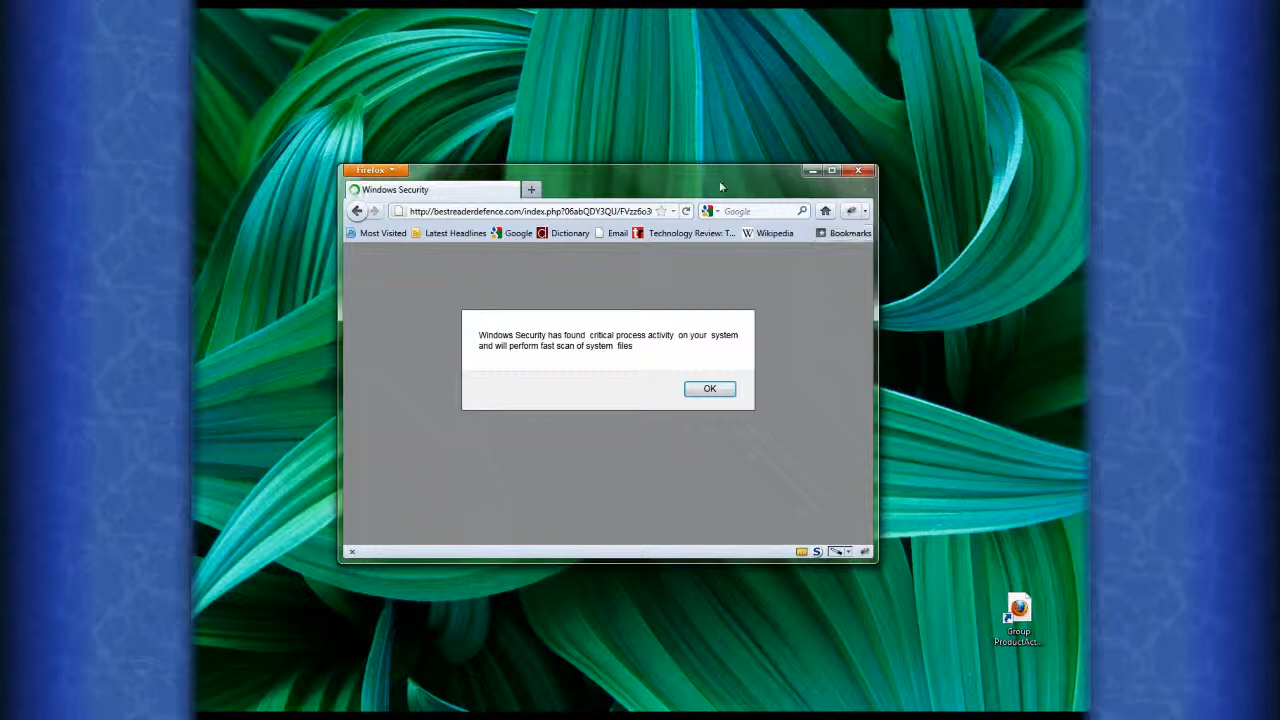 Firefox
Windows Security
http://bestreaderdefence.com/index.php?06abQDY3QU/FVzz6o3
Google
Most Visited Latest Headlines Google Dictionary Email Technology Review: T... Wikipedia Bookmarks
Windows Security has found critical process activity on your system
and will perform fast scan of system files
OK
Group
ProductAct...